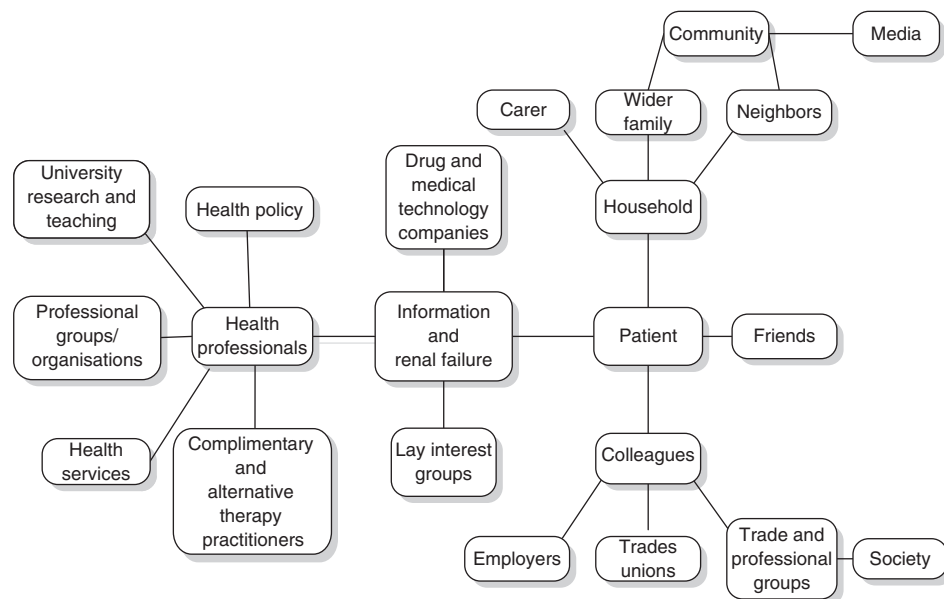 Community
Media
Carer
Wider
family
Neighbors
University
research and
teaching
Health policy
Drug and
medical
technology
companies
Household
Professional
groups/
organisations
Health
professionals
Information
and
renal failure
Patient
Friends
Health
services
Complimentary
and
alternative
therapy
practitioners
Lay interest
groups
Colleagues
Employers
Trades
unions
Trade and
professional
groups
Society